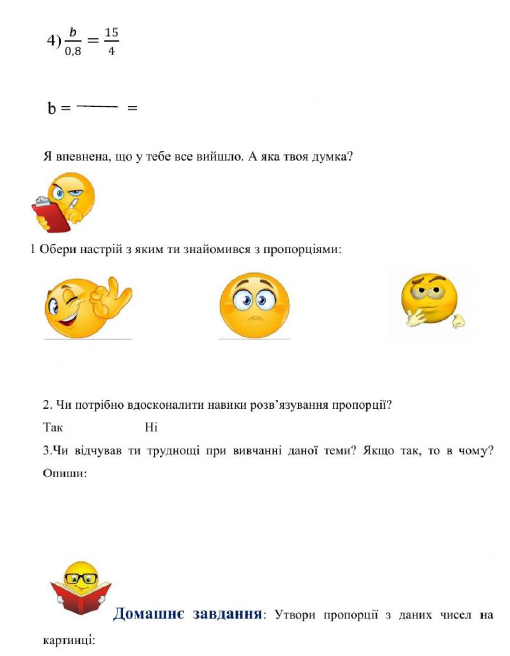 4) b/0,8 = 15/4
b = ——— =
Я впевнена, що у тебе все вийшло. А яка твоя думка?
1 Обери настрій з яким ти знайомився з пропорціями:
2. Чи потрібно вдосконалити навики розв’язування пропорції?
Так Ні
3.Чи відчував ти труднощі при вивчанні даної теми? Якщо так, то в чому?
Опиши:
Домашнє завдання: Утвори пропорції з даних чисел на
картинці: